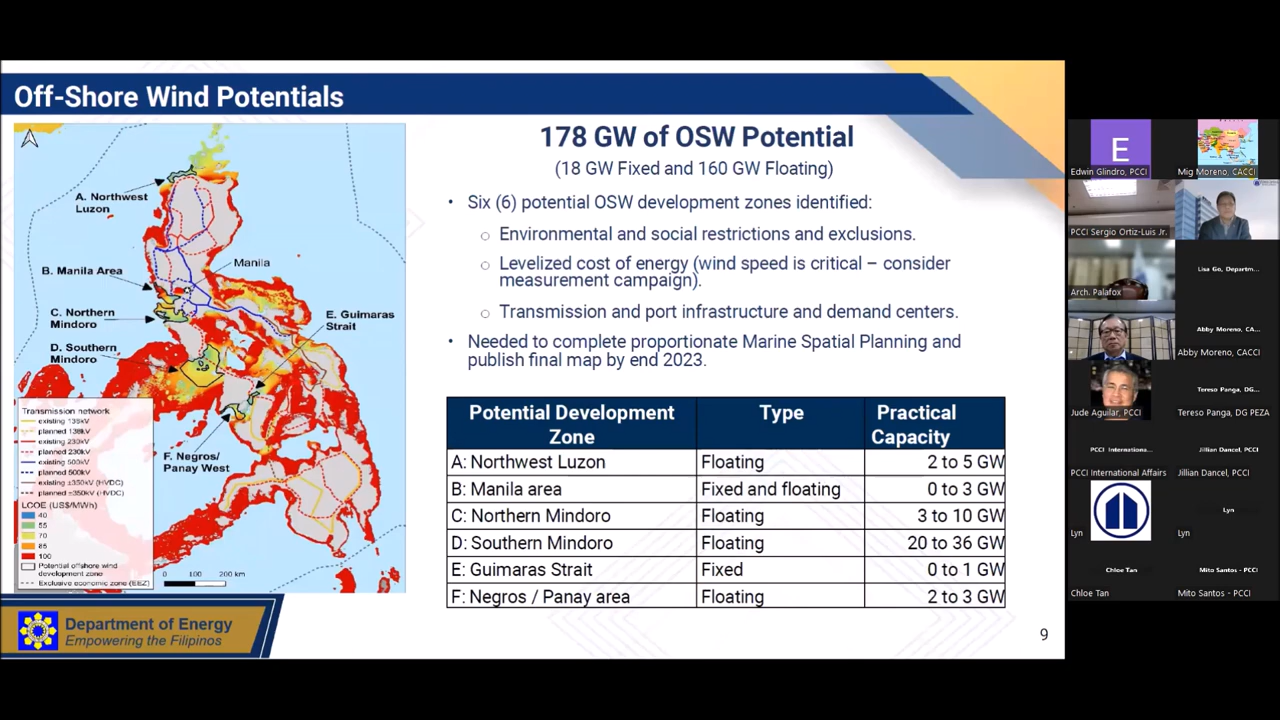 Off-Shore Wind Potentials
A. Northwest
Luzon
B. Manila Area
Manila
C. Northern
Mindoro
E. Guimaras
Strait
D. Southern
Mindoro
F. Negros/
Panay West
Transmission network
existing 138kV
planned 138kV
existing 230kV
planned 230kV
existing 500kV
planned 500kV
existing ±350kV (HVDC)
planned ±350kV (HVDC)
LCOE (US$/MWh)
40
55
70
85
100
Potential offshore wind
development zone
Exclusive economic zone (EEZ)
0 100 200 km
178 GW of OSW Potential
(18 GW Fixed and 160 GW Floating)
• Six (6) potential OSW development zones identified:
○ Environmental and social restrictions and exclusions.
○ Levelized cost of energy (wind speed is critical – consider
measurement campaign).
○ Transmission and port infrastructure and demand centers.
• Needed to complete proportionate Marine Spatial Planning and
publish final map by end 2023.
Potential Development
Zone
Type
Practical
Capacity
A: Northwest Luzon Floating 2 to 5 GW
B: Manila area Fixed and floating 0 to 3 GW
C: Northern Mindoro Floating 3 to 10 GW
D: Southern Mindoro Floating 20 to 36 GW
E: Guimaras Strait Fixed 0 to 1 GW
F: Negros / Panay area Floating 2 to 3 GW
Department of Energy
Empowering the Filipinos
9
E
Edwin Glindro, PCCI
Mig Moreno, CACCI
PCCI Sergio Ortiz-Luis Jr.
Arch. Palafox
Lisa Go, Departm...
Abby Moreno, CA...
Abby Moreno, CACCI
Jude Aguilar, PCCI
Tereso Panga, DG...
Tereso Panga, DG PEZA
PCCI Internationa...
PCCI International Affairs
Jillian Dancel, PCCI
Jillian Dancel, PCCI
Lyn
Lyn
Lyn
Chloe Tan
Chloe Tan
Mito Santos - PCCI
Mito Santos - PCCI